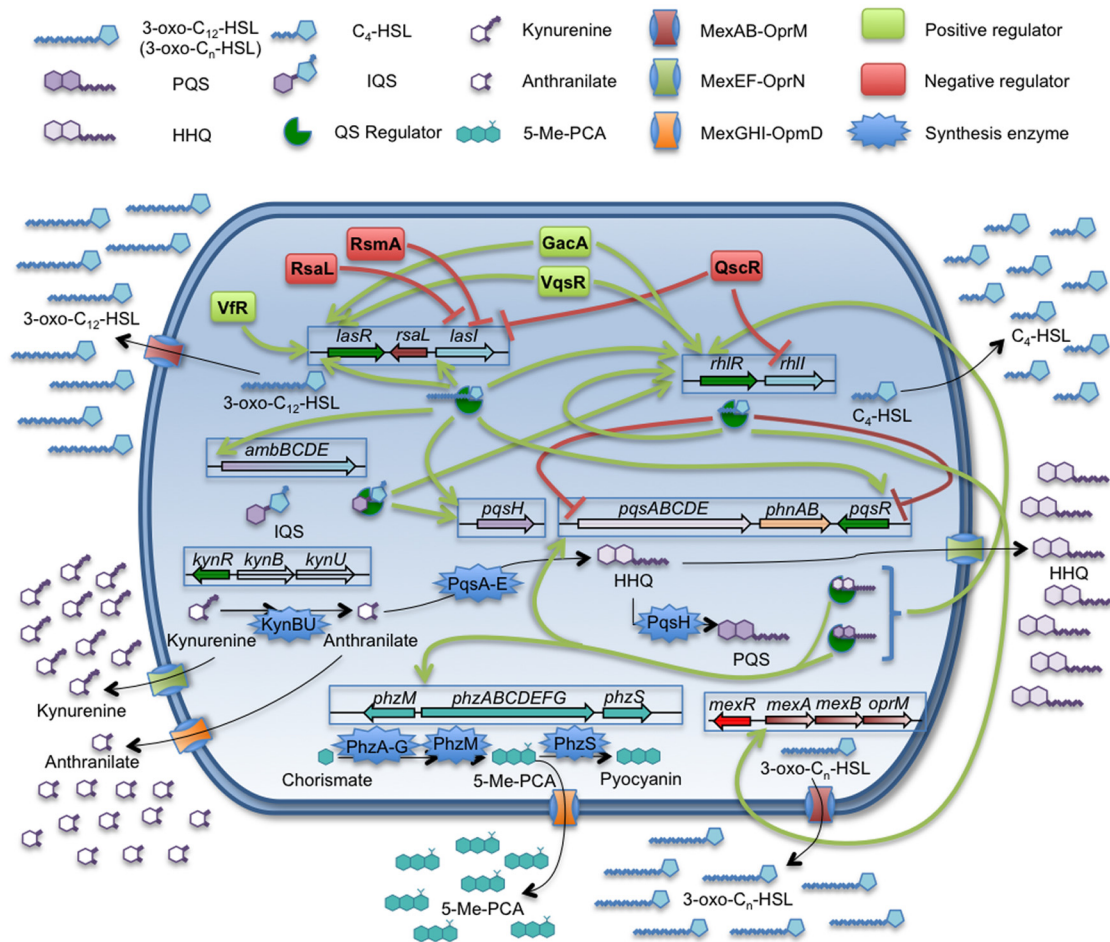 3-oxo-C12-HSL
(3-oxo-Cn-HSL)
C4-HSL
Kynurenine
MexAB-OprM
Positive regulator
PQS
IQS
Anthranilate
MexEF-OprN
Negative regulator
HHQ
QS Regulator
5-Me-PCA
MexGHI-OpmD
Synthesis enzyme
RsmA
GacA
RsaL
QscR
VqsR
VfR
3-oxo-C12-HSL
lasR rsaL lasI
C4-HSL
rhlR rhlI
3-oxo-C12-HSL
C4-HSL
ambBCDE
pqsH
pqsABCDE phnAB pqsR
IQS
kynR kynB kynU
PqsA-E
HHQ
HHQ
KynBU
Kynurenine
Anthranilate
PqsH
PQS
Kynurenine
phzM phzABCDEFG phzS
mexR mexA mexB oprM
Anthranilate
PhzA-G
PhzM
PhzS
Chorismate
5-Me-PCA
Pyocyanin
3-oxo-Cn-HSL
5-Me-PCA
3-oxo-Cn-HSL